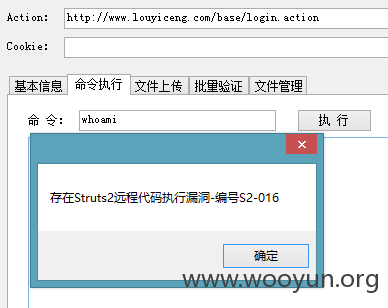 Action: http://www.louyiceng.com/base/login.action
Cookie:
基本信息 命令执行 文件上传 批量验证 文件管理
命 令: whoami 执 行
存在Struts2远程代码执行漏洞-编号S2-016
确定
www.wooyun.org